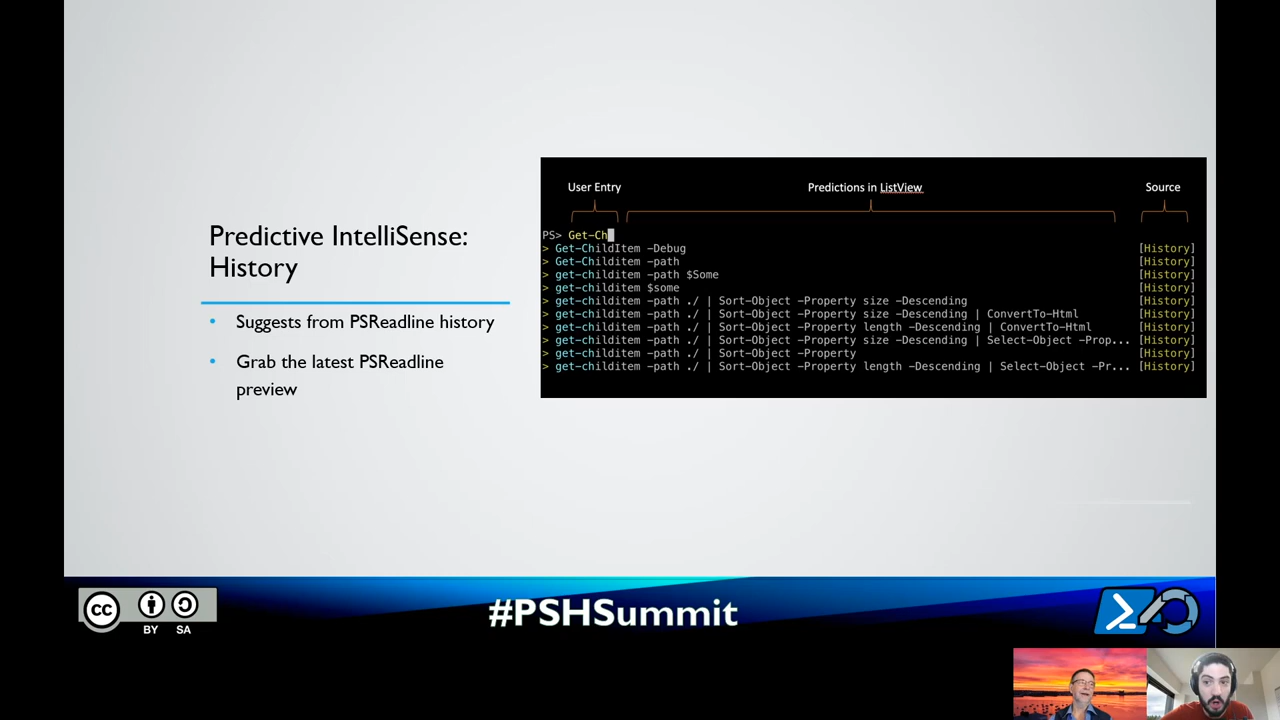 Predictive IntelliSense:
History
• Suggests from PSReadline history
• Grab the latest PSReadline
preview
User Entry
Predictions in ListView
Source
PS> Get-Ch
> Get-ChildItem -Debug [History]
> Get-ChildItem -path [History]
> get-childitem -path $Some [History]
> get-childitem $some [History]
> get-childitem -path ./ | Sort-Object -Property size -Descending [History]
> get-childitem -path ./ | Sort-Object -Property size -Descending | ConvertTo-Html [History]
> get-childitem -path ./ | Sort-Object -Property length -Descending | ConvertTo-Html [History]
> get-childitem -path ./ | Sort-Object -Property size -Descending | Select-Object -Prop... [History]
> get-childitem -path ./ | Sort-Object -Property [History]
> get-childitem -path ./ | Sort-Object -Property length -Descending | Select-Object -Pr... [History]
cc
BY SA
#PSHSummit